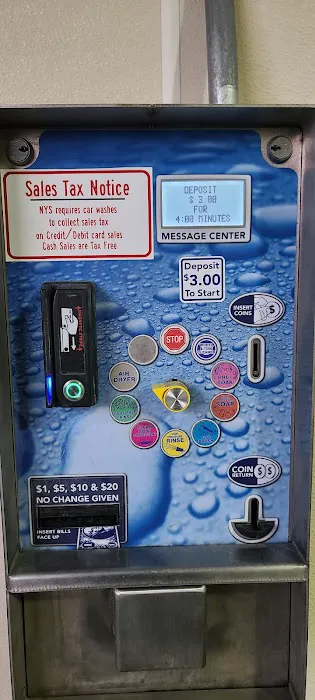 Sales Tax Notice
NYS requires car washes
to collect sales tax
on Credit/Debit card sales
Cash Sales are Tax Free
DEPOSIT
$ 3.00
FOR
4:00 MINUTES
MESSAGE CENTER
Deposit
$3.00
To Start
INSERT
COINS
$
STOP
AIR
DRYER
SOAK
SOAP
RINSE
COIN
RETURN
$ $
$1, $5, $10 & $20
NO CHANGE GIVEN
INSERT BILLS
FACE UP